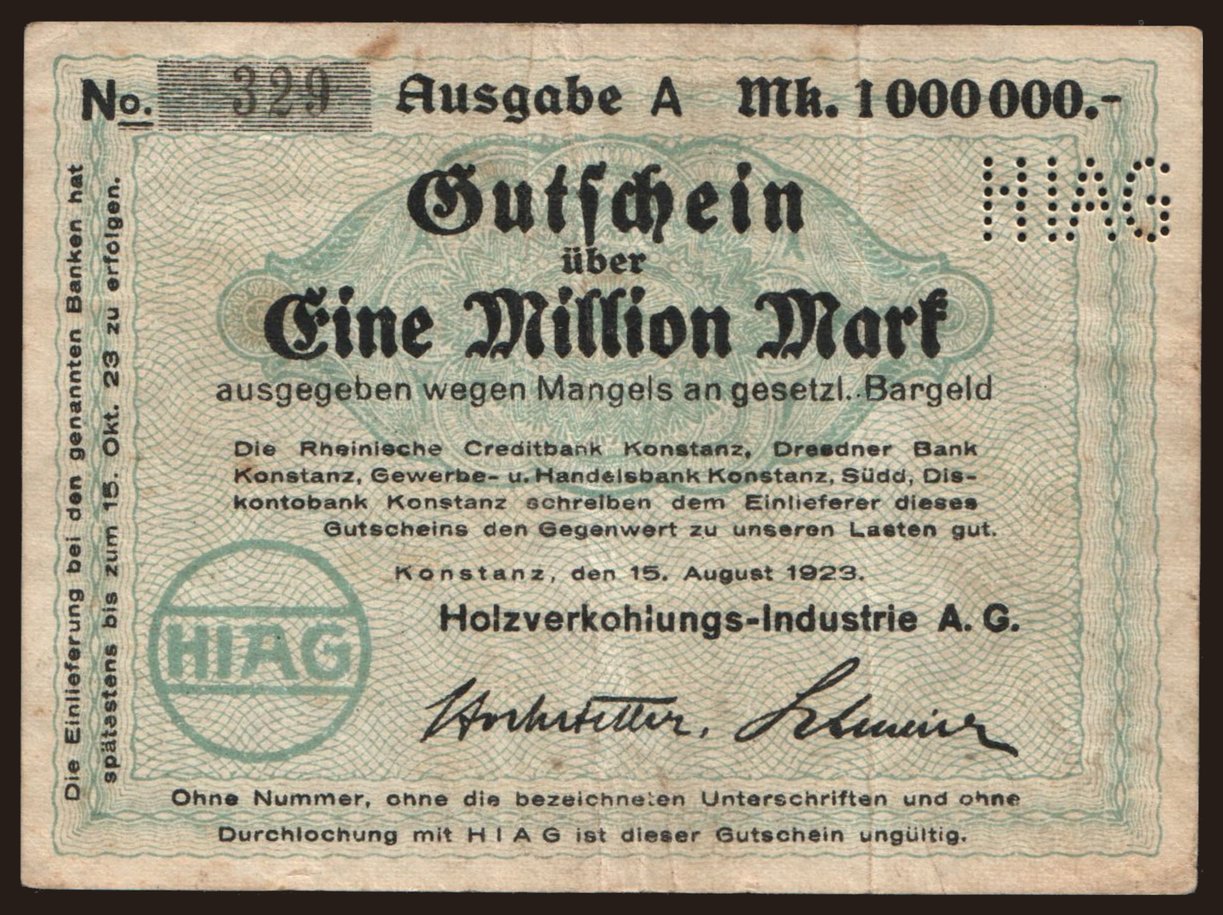 No. 329 Ausgabe A Mk. 1000000.-
HIAG
Gutschein
über
Eine Million Mark
ausgegeben wegen Mangels an gesetzl. Bargeld
Die Rheinische Creditbank Konstanz, Dresdner Bank
Konstanz, Gewerbe- u. Handelsbank Konstanz, Südd, Dis-
kontobank Konstanz schreiben dem Einlieferer dieses
Gutscheins den Gegenwert zu unseren Lasten gut.
Konstanz, den 15. August 1923.
Holzverkohlungs-Industrie A. G.
HIAG
Hochstetter,
Ohne Nummer, ohne die bezeichneten Unterschriften und ohne
Durchlochung mit HIAG ist dieser Gutschein ungültig.
Die Einlieferung bei den genannten Banken hat
spätastens bis zum 15. Okt. 23 zu erfolgen.